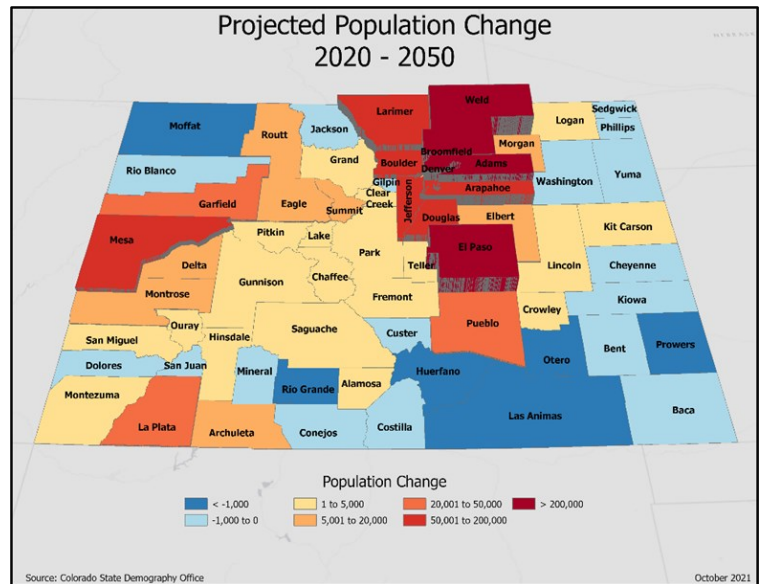 Projected Population Change
2020 - 2050
Moffat
Routt
Jackson
Larimer
Weld
Logan
Sedgwick
Phillips
Grand
Morgan
Rio Blanco
Boulder
Broomfield
Denver
Adams
Gilpin
Clear
Creek
Arapahoe
Washington
Yuma
Garfield
Eagle
Summit
Jefferson
Douglas
Elbert
Kit Carson
Mesa
Pitkin
Lake
Park
El Paso
Delta
Teller
Lincoln
Cheyenne
Gunnison
Chaffee
Montrose
Fremont
Kiowa
Crowley
Ouray
Hinsdale
Saguache
Pueblo
San Miguel
Custer
Otero
Bent
Prowers
Dolores
San Juan
Mineral
Rio Grande
Alamosa
Huerfano
Montezuma
La Plata
Archuleta
Conejos
Costilla
Las Animas
Baca
Population Change
< -1,000
1 to 5,000
20,001 to 50,000
> 200,000
-1,000 to 0
5,001 to 20,000
50,001 to 200,000
Source: Colorado State Demography Office
October 2021